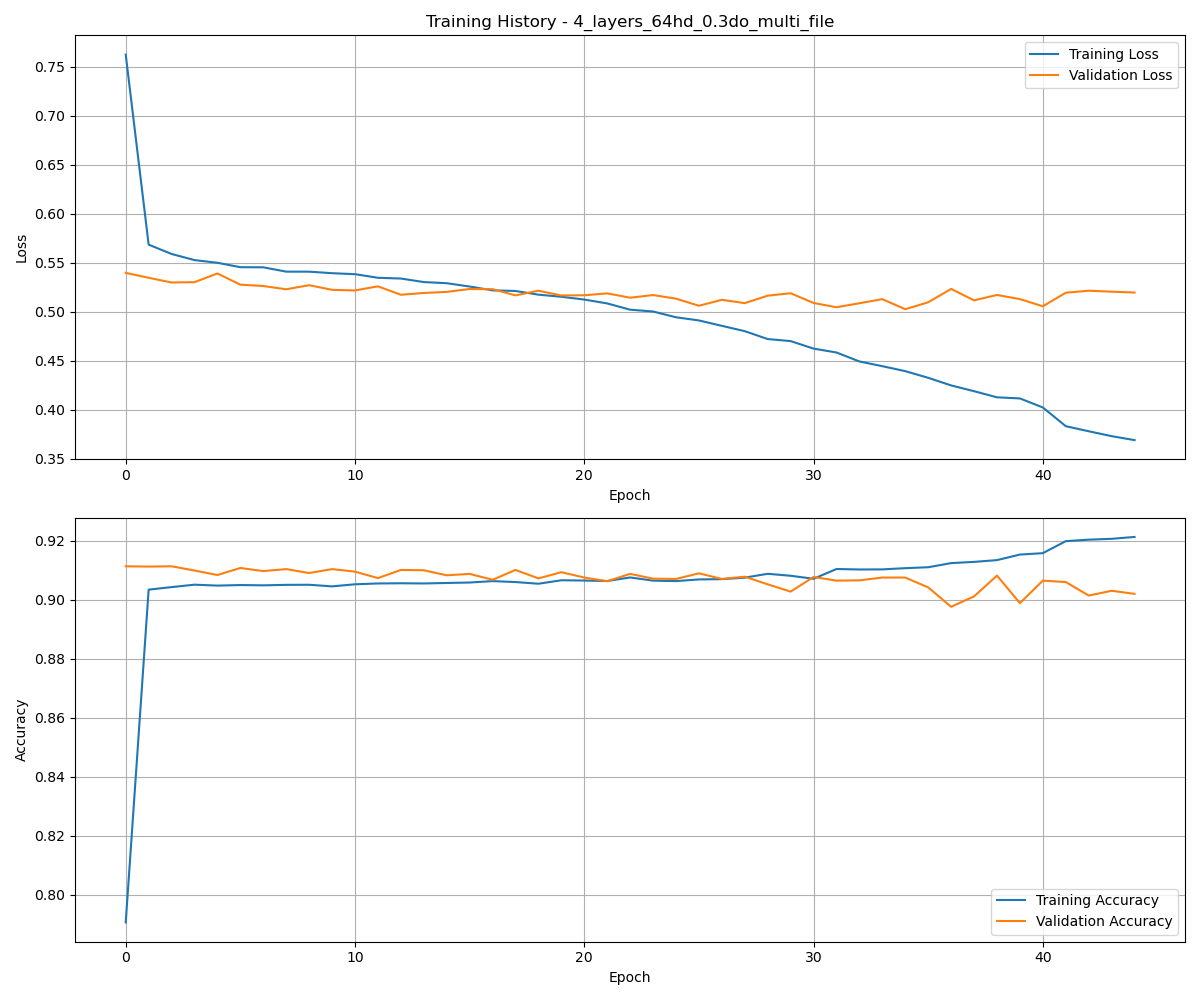 Training History - 4_layers_64hd_0.3do_multi_file
Training Loss
Validation Loss
0.75
0.70
0.65
0.60
0.55
0.50
0.45
0.40
0.35
Loss
0 10 20 30 40
Epoch
0.92
0.90
0.88
0.86
0.84
0.82
0.80
Accuracy
Training Accuracy
Validation Accuracy
0 10 20 30 40
Epoch